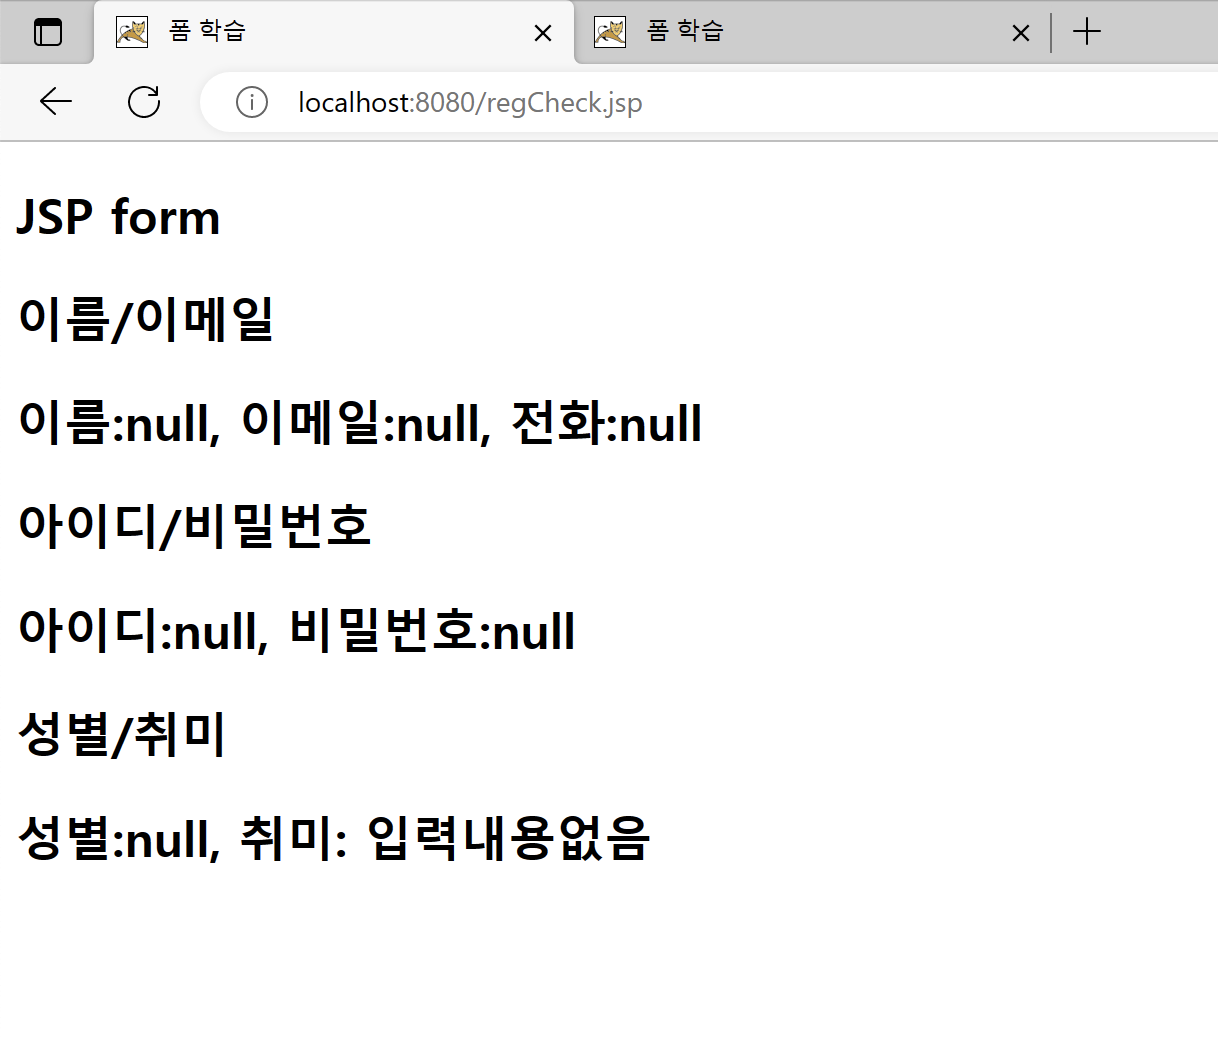 폼 학습
폼 학습
localhost:8080/regCheck.jsp
JSP form
이름/이메일
이름:null, 이메일:null, 전화:null
아이디/비밀번호
아이디:null, 비밀번호:null
성별/취미
성별:null, 취미: 입력내용없음